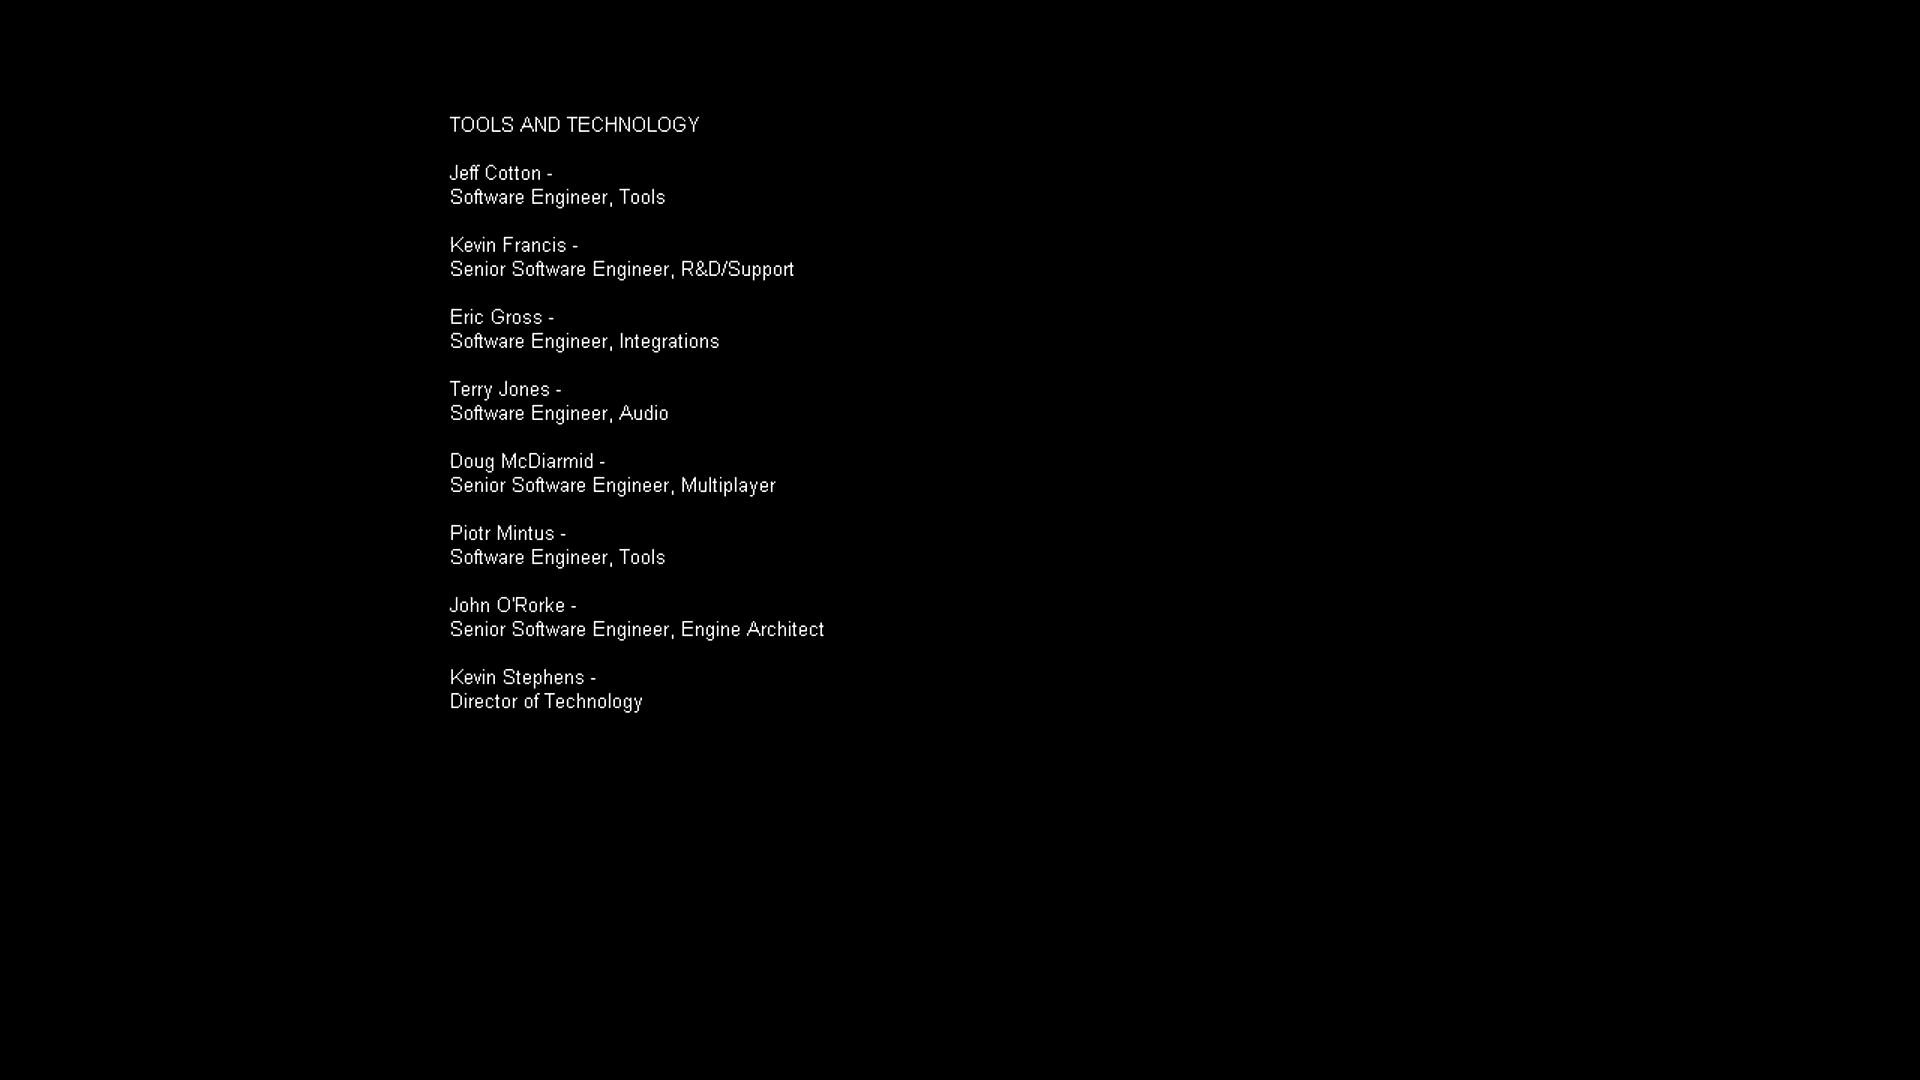 TOOLS AND TECHNOLOGY
Jeff Cotton -
Software Engineer, Tools
Kevin Francis -
Senior Software Engineer, R&D/Support
Eric Gross -
Software Engineer, Integrations
Terry Jones -
Software Engineer, Audio
Doug McDiarmid -
Senior Software Engineer, Multiplayer
Piotr Mintus -
Software Engineer, Tools
John O'Rorke -
Senior Software Engineer, Engine Architect
Kevin Stephens -
Director of Technology